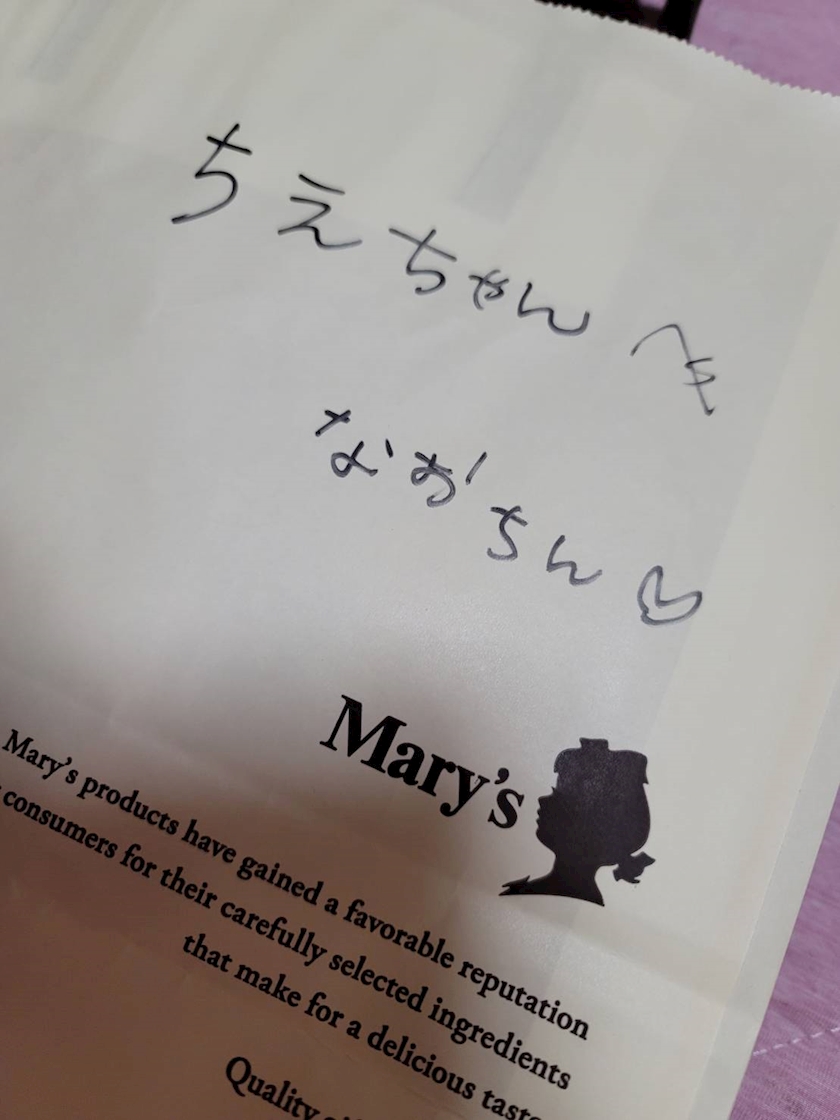 ちえちゃんへ
なおちん♡
Mary's
Mary's products have gained a favorable reputation
consumers for their carefully selected ingredients
that make for a delicious taste
Quality